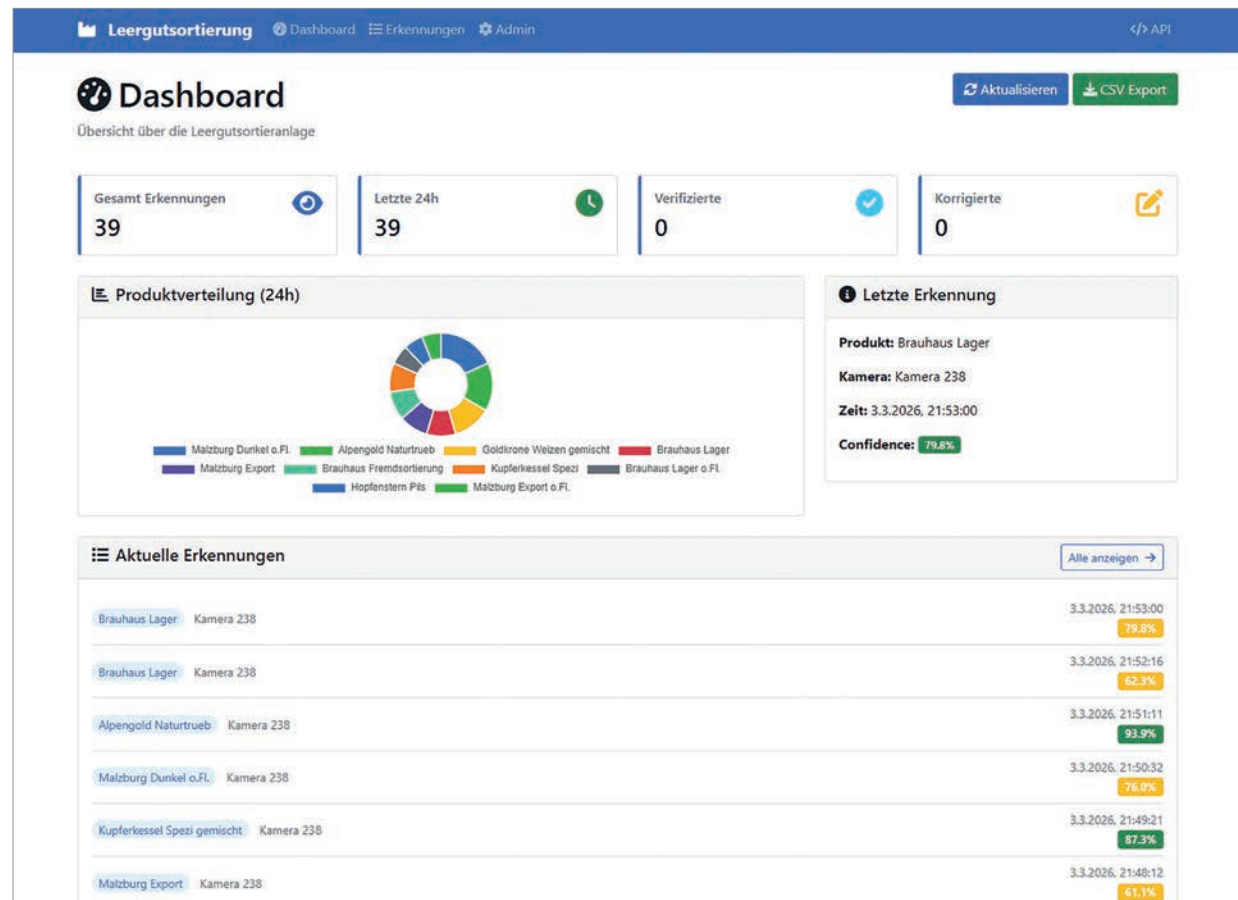 Leergutsortierung Dashboard Erkennungen Admin </> API
Dashboard
Aktualisieren CSV Export
Übersicht über die Leergutsortieranlage
Gesamt Erkennungen
39
Letzte 24h
39
Verifizierte
0
Korrigierte
0
Produktverteilung (24h)
Malzburg Dunkel o.Fl. Alpengold Naturtrueb Goldkrone Weizen gemischt Brauhaus Lager
Malzburg Export Brauhaus Fremdsortierung Kupferkessel Spezi Brauhaus Lager o.Fl.
Hopfenstern Pils Malzburg Export o.Fl.
Letzte Erkennung
Produkt: Brauhaus Lager
Kamera: Kamera 238
Zeit: 3.3.2026, 21:53:00
Confidence: 79.8%
Aktuelle Erkennungen Alle anzeigen →
Brauhaus Lager Kamera 238 3.3.2026, 21:53:00
79.8%
Brauhaus Lager Kamera 238 3.3.2026, 21:52:16
62.3%
Alpengold Naturtrueb Kamera 238 3.3.2026, 21:51:11
93.9%
Malzburg Dunkel o.Fl. Kamera 238 3.3.2026, 21:50:32
76.0%
Kupferkessel Spezi gemischt Kamera 238 3.3.2026, 21:49:21
87.3%
Malzburg Export Kamera 238 3.3.2026, 21:48:12
61.1%